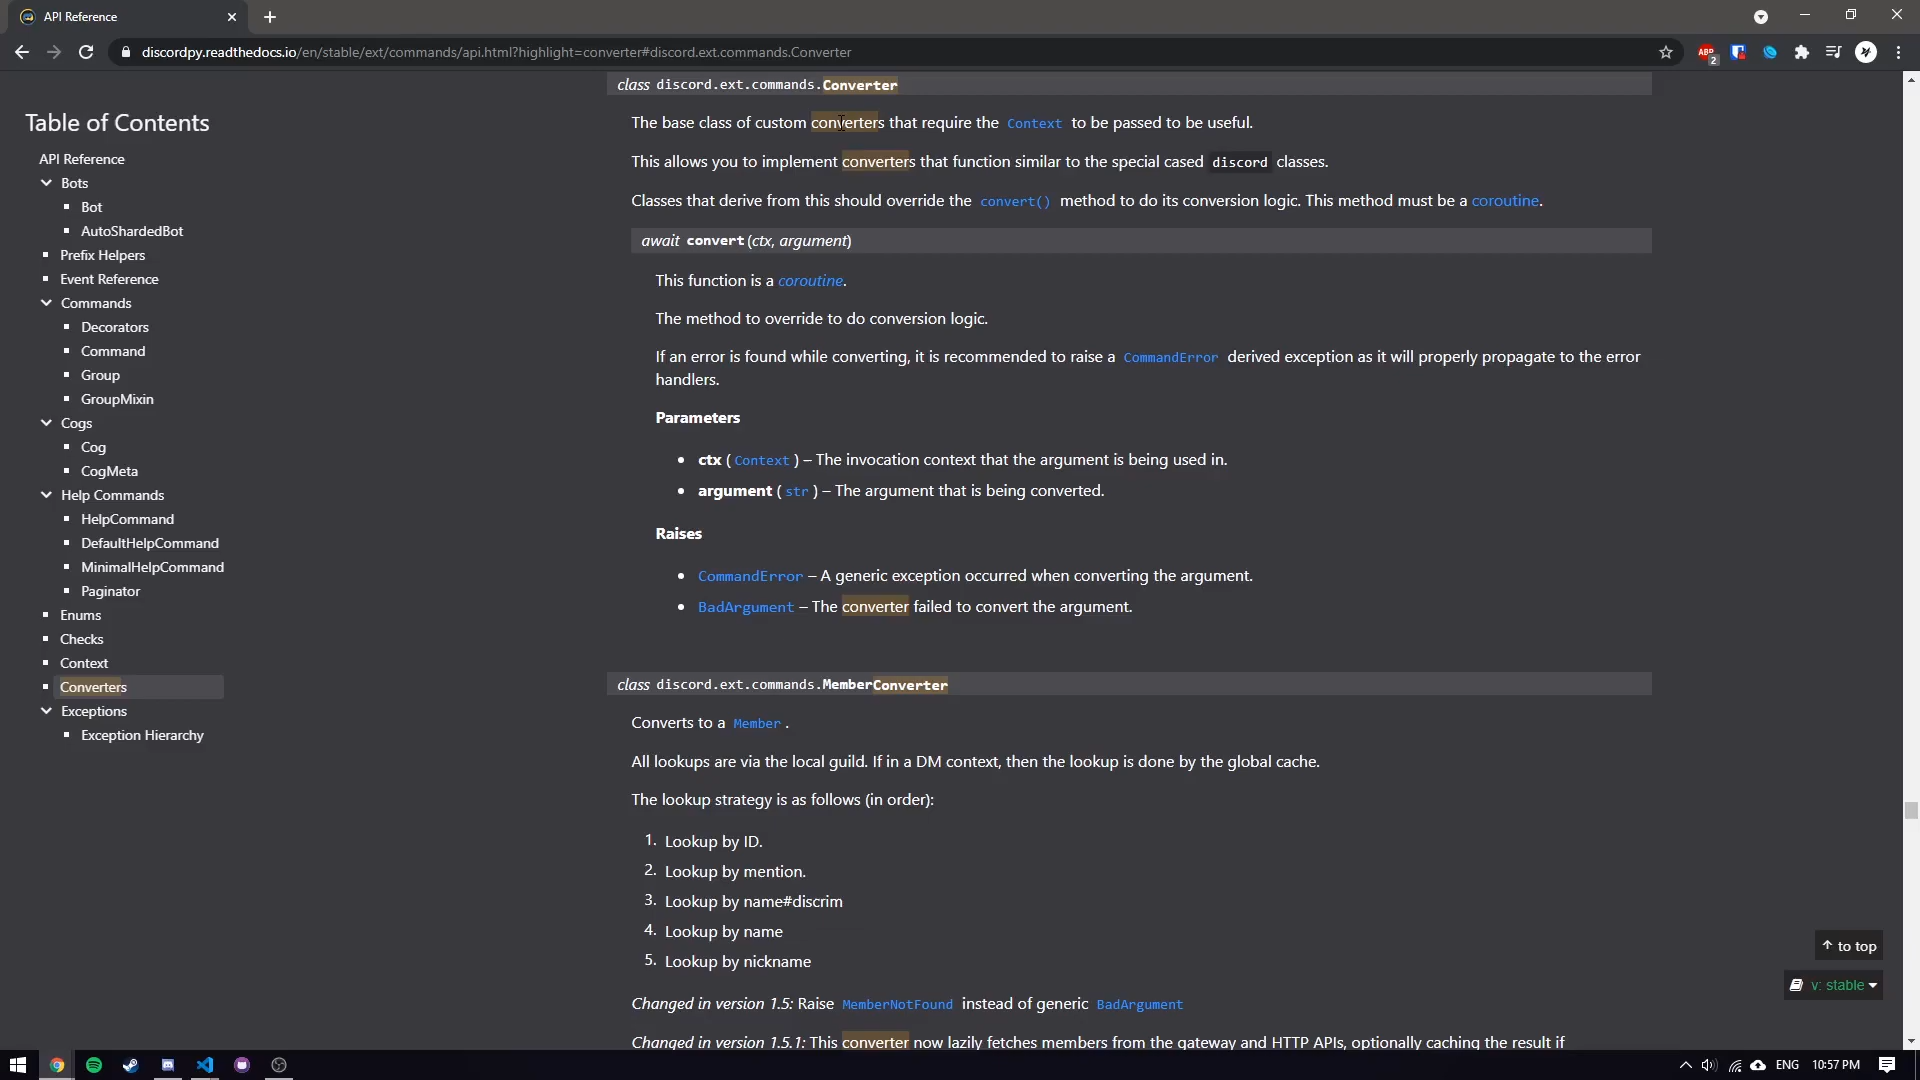 API Reference
discordpy.readthedocs.io/en/stable/ext/commands/api.html?highlight=converter#discord.ext.commands.Converter
ABP
2
Table of Contents
API Reference
Bots
Bot
AutoShardedBot
Prefix Helpers
Event Reference
Commands
Decorators
Command
Group
GroupMixin
Cogs
Cog
CogMeta
Help Commands
HelpCommand
DefaultHelpCommand
MinimalHelpCommand
Paginator
Enums
Checks
Context
Converters
Exceptions
Exception Hierarchy
class discord.ext.commands.Converter
The base class of custom converters that require the Context to be passed to be useful.
This allows you to implement converters that function similar to the special cased discord classes.
Classes that derive from this should override the convert() method to do its conversion logic. This method must be a coroutine.
await convert(ctx, argument)
This function is a coroutine.
The method to override to do conversion logic.
If an error is found while converting, it is recommended to raise a CommandError derived exception as it will properly propagate to the error
handlers.
Parameters
• ctx ( Context ) – The invocation context that the argument is being used in.
• argument ( str ) – The argument that is being converted.
Raises
• CommandError – A generic exception occurred when converting the argument.
• BadArgument – The converter failed to convert the argument.
class discord.ext.commands.MemberConverter
Converts to a Member .
All lookups are via the local guild. If in a DM context, then the lookup is done by the global cache.
The lookup strategy is as follows (in order):
1. Lookup by ID.
2. Lookup by mention.
3. Lookup by name#discrim
4. Lookup by name
5. Lookup by nickname
Changed in version 1.5: Raise MemberNotFound instead of generic BadArgument
Changed in version 1.5.1: This converter now lazily fetches members from the gateway and HTTP APIs, optionally caching the result if
↑ to top
v: stable
ENG
10:57 PM